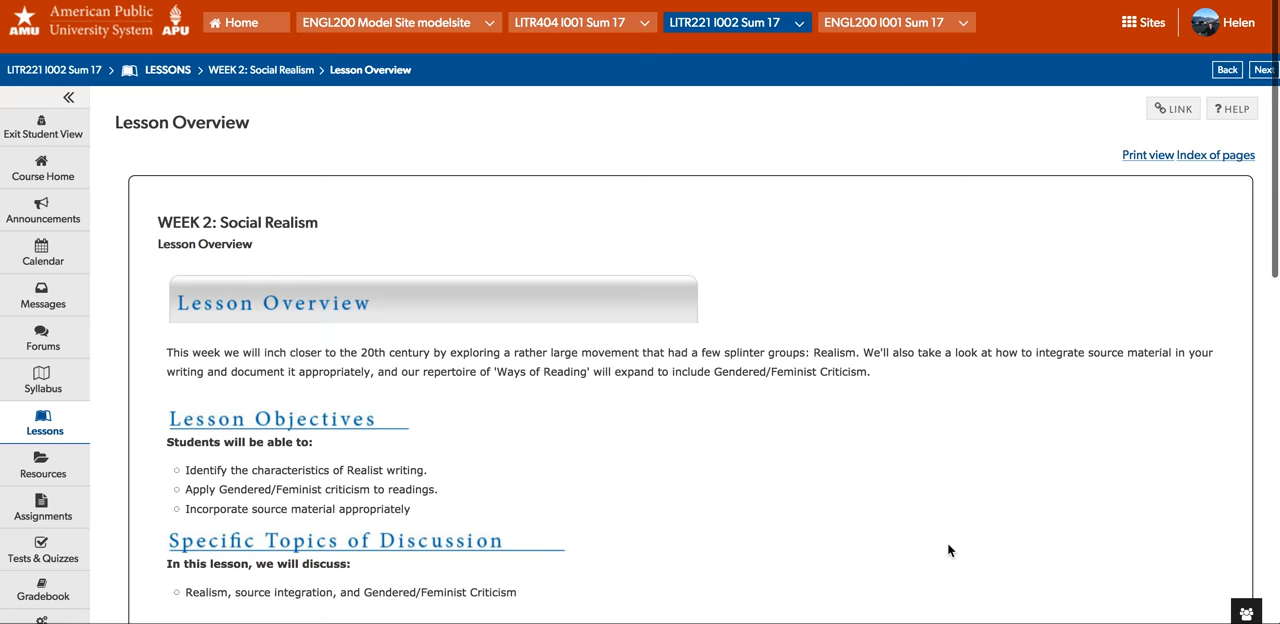 AMU American Public University System APU
Home
ENGL200 Model Site modelsite
LITR404 I001 Sum 17
LITR221 I002 Sum 17
ENGL200 I001 Sum 17
Sites
Helen
LITR221 I002 Sum 17 > LESSONS > WEEK 2: Social Realism > Lesson Overview
Back
Next
Exit Student View
Course Home
Announcements
Calendar
Messages
Forums
Syllabus
Lessons
Resources
Assignments
Tests & Quizzes
Gradebook
Lesson Overview
LINK
? HELP
Print view Index of pages
WEEK 2: Social Realism
Lesson Overview
Lesson Overview
This week we will inch closer to the 20th century by exploring a rather large movement that had a few splinter groups: Realism. We'll also take a look at how to integrate source material in your
writing and document it appropriately, and our repertoire of 'Ways of Reading' will expand to include Gendered/Feminist Criticism.
Lesson Objectives
Students will be able to:
Identify the characteristics of Realist writing.
Apply Gendered/Feminist criticism to readings.
Incorporate source material appropriately
Specific Topics of Discussion
In this lesson, we will discuss:
Realism, source integration, and Gendered/Feminist Criticism